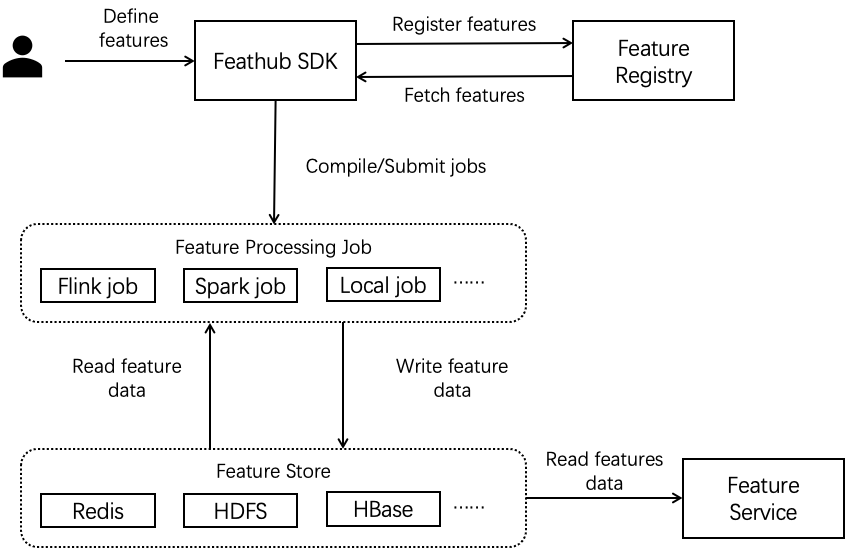 Define
features
Feathub SDK
Register features
Fetch features
Feature
Registry
Compile/Submit jobs
Feature Processing Job
Flink job
Spark job
Local job
······
Read feature
data
Write feature
data
Feature Store
Redis
HDFS
HBase
······
Read features
data
Feature
Service